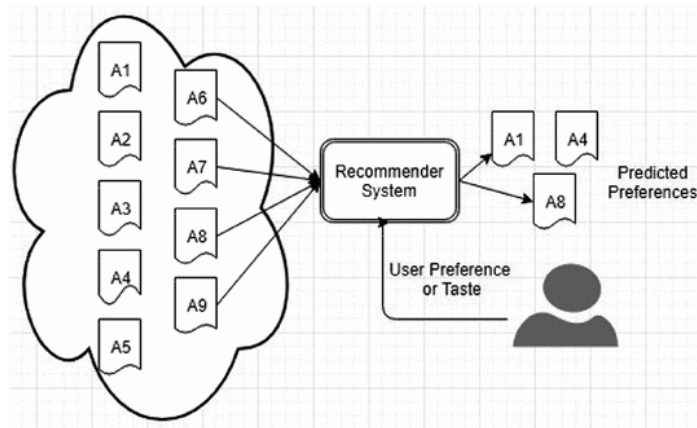 A1
A2
A3
A4
A5
A6
A7
A8
A9
Recommender
System
A1
A4
A8
Predicted
Preferences
User Preference
or Taste